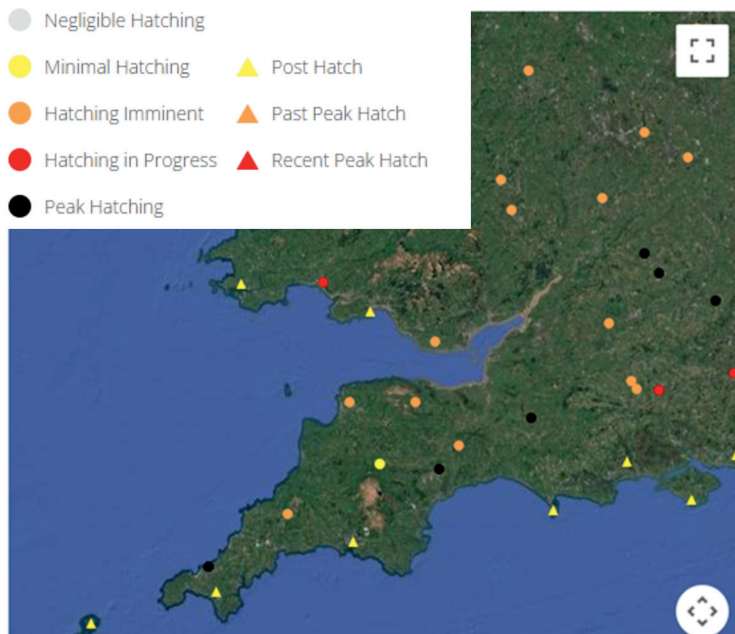 Negligible Hatching
Minimal Hatching
Post Hatch
Hatching Imminent
Past Peak Hatch
Hatching in Progress
Recent Peak Hatch
Peak Hatching